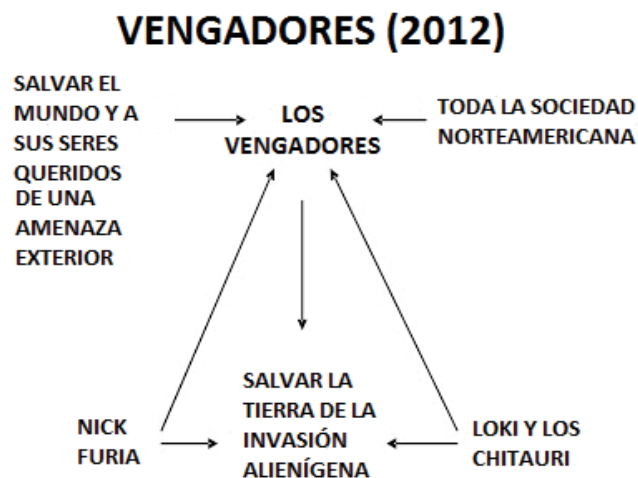 VENGADORES (2012)
SALVAR EL
MUNDO Y A
SUS SERES
QUERIDOS
DE UNA
AMENAZA
EXTERIOR
LOS
VENGADORES
TODA LA SOCIEDAD
NORTEAMERICANA
NICK
FURIA
SALVAR LA
TIERRA DE LA
INVASIÓN
ALIENÍGENA
LOKI Y LOS
CHITAURI